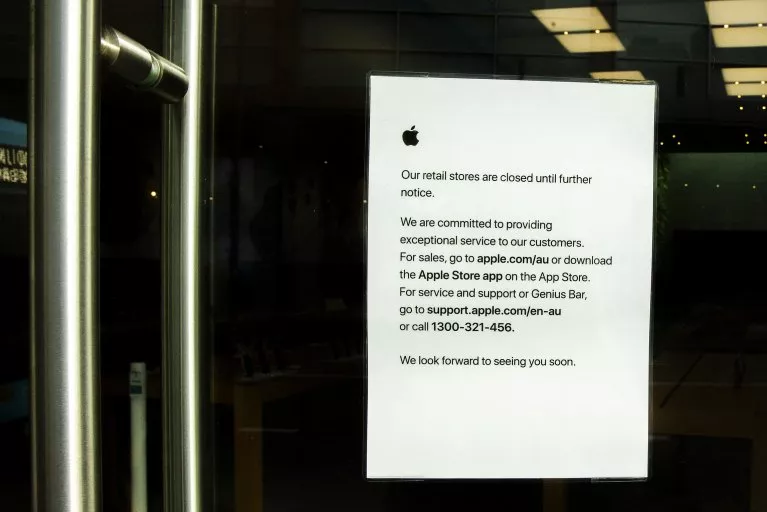 Our retail stores are closed until further
notice.
We are committed to providing
exceptional service to our customers.
For sales, go to apple.com/au or download
the Apple Store app on the App Store.
For service and support or Genius Bar,
go to support.apple.com/en-au
or call 1300-321-456.
We look forward to seeing you soon.